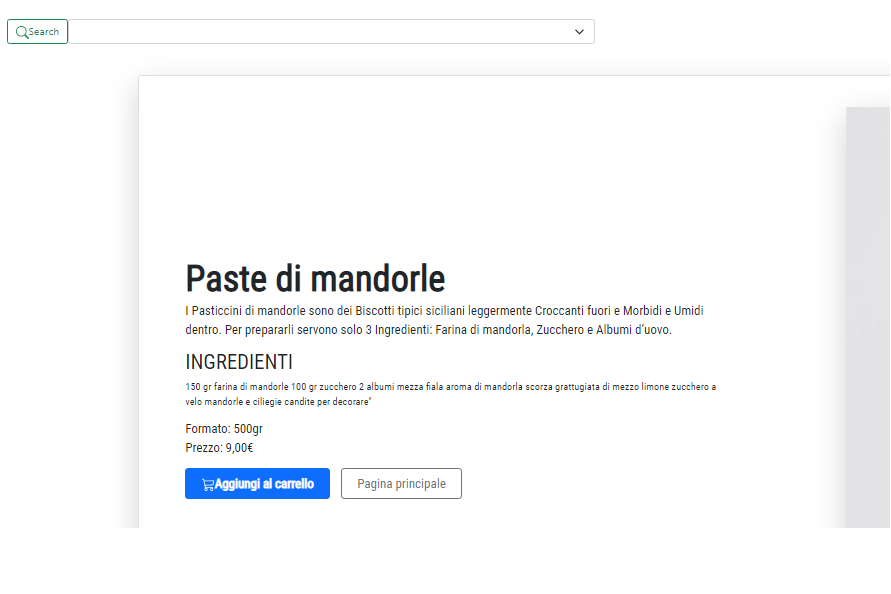 Search
Paste di mandorle
I Pasticcini di mandorle sono dei Biscotti tipici siciliani leggermente Croccanti fuori e Morbidi e Umidi
dentro. Per prepararli servono solo 3 Ingredienti: Farina di mandorla, Zucchero e Albumi d'uovo.
INGREDIENTI
150 gr farina di mandorle 100 gr zucchero 2 albumi mezza fiala aroma di mandorla scorza grattugiata di mezzo limone zucchero a
velo mandorle e ciliegie candite per decorare"
Formato: 500gr
Prezzo: 9,00€
Aggiungi al carrello
Pagina principale